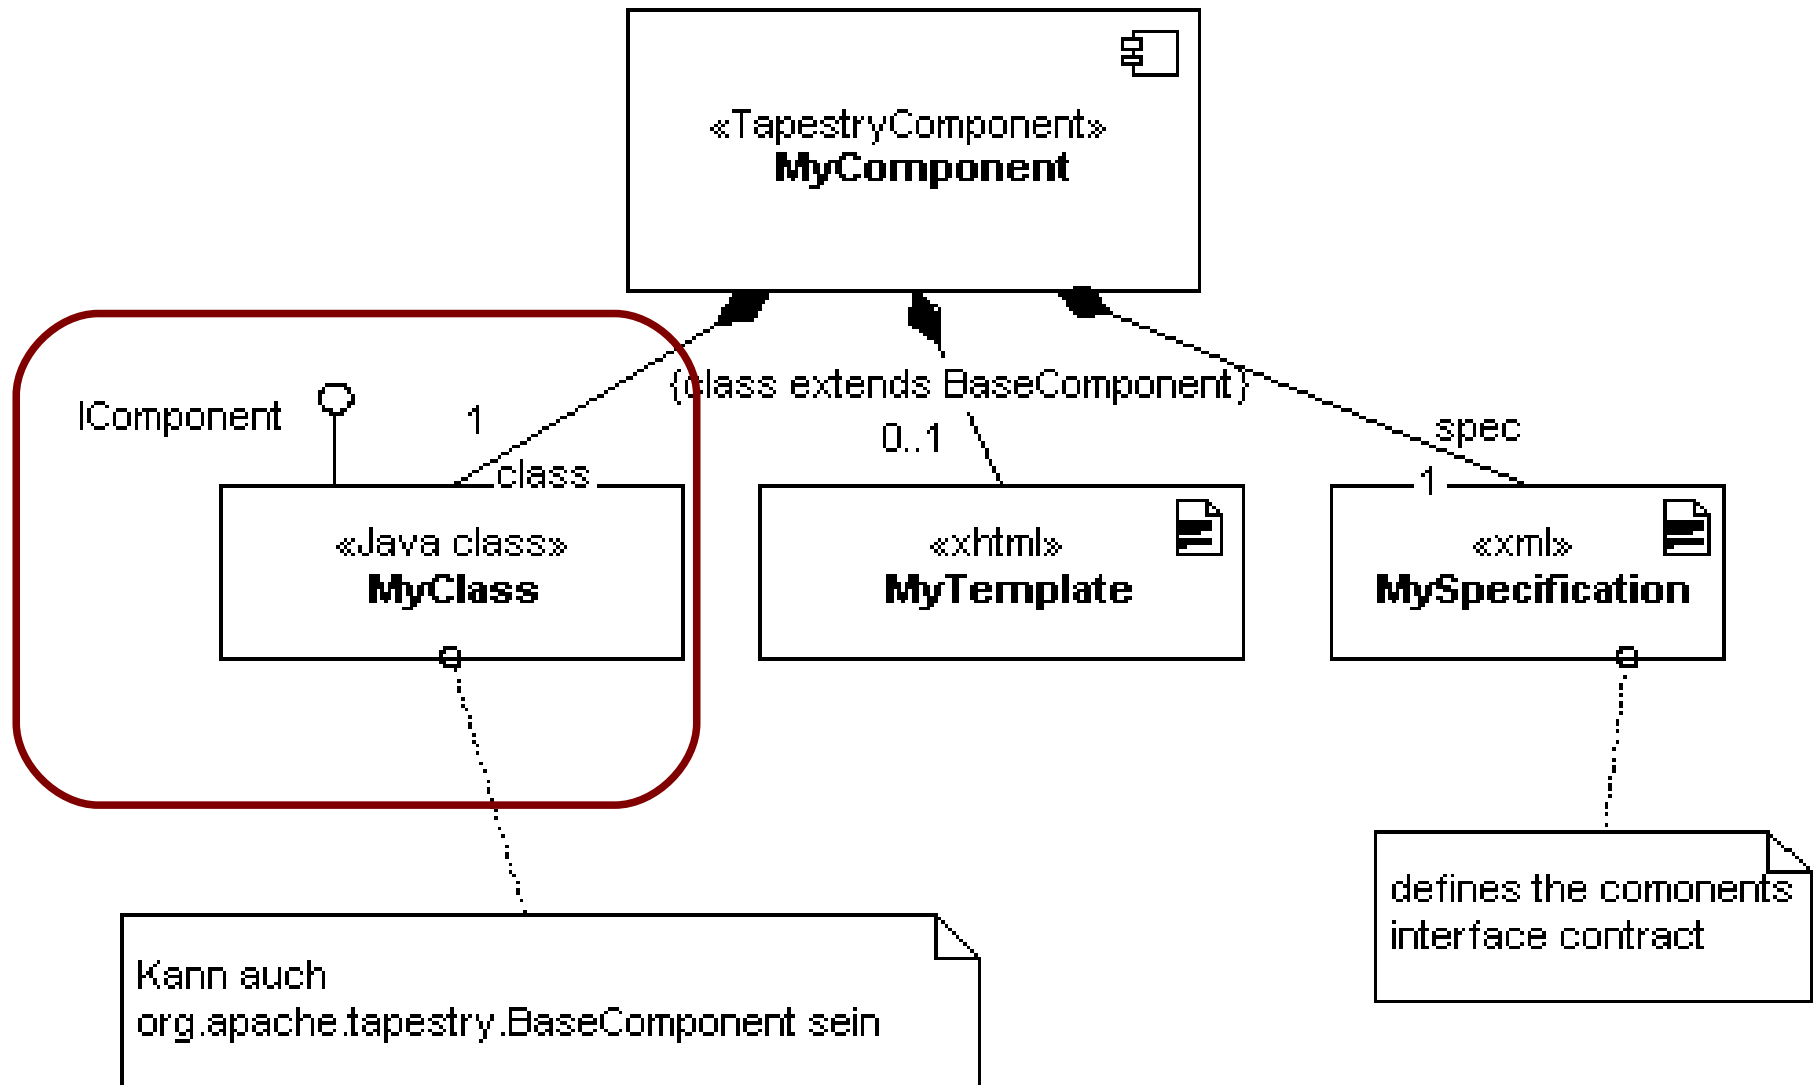 «TapestryComponent»
MyComponent
{class extends BaseComponent}
IComponent
1
0..1
spec
class
1
«Java class»
MyClass
«xhtml»
MyTemplate
«xml»
MySpecification
defines the comonents
interface contract
Kann auch
org.apache.tapestry.BaseComponent sein